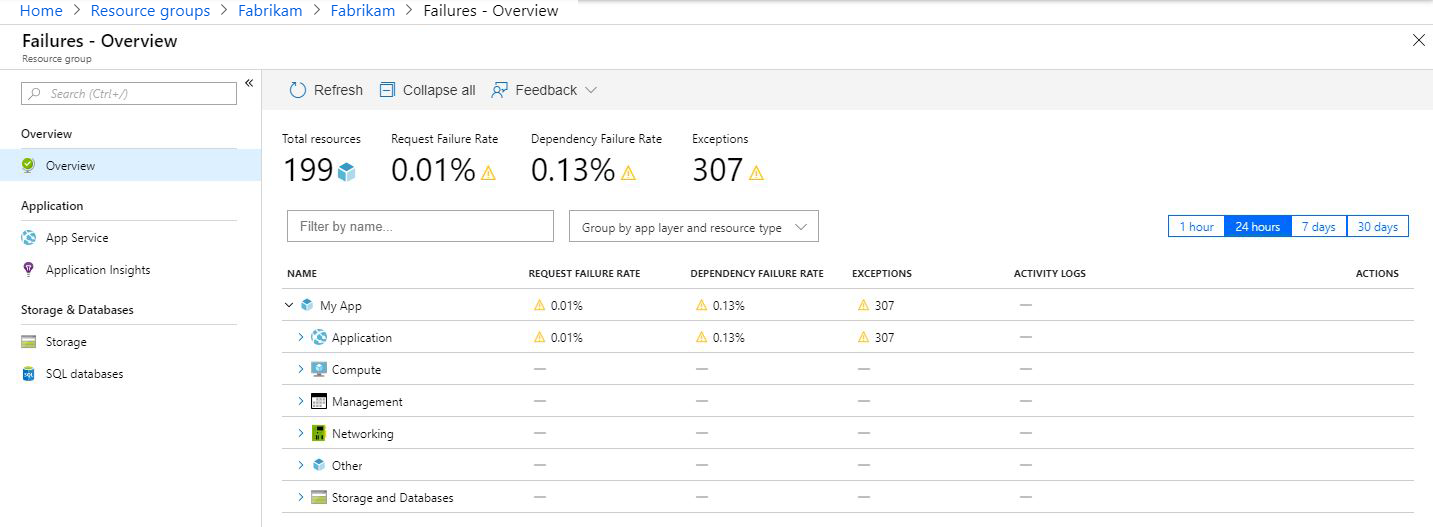 Home > Resource groups > Fabrikam > Fabrikam > Failures - Overview
Failures - Overview
Resource group
Search (Ctrl+/)
«
Overview
Overview
Application
App Service
Application Insights
Storage & Databases
Storage
SQL databases
Refresh Collapse all Feedback
Total resources Request Failure Rate Dependency Failure Rate Exceptions
199 0.01% 0.13% 307
Filter by name... Group by app layer and resource type 1 hour 24 hours 7 days 30 days
NAME REQUEST FAILURE RATE DEPENDENCY FAILURE RATE EXCEPTIONS ACTIVITY LOGS ACTIONS
My App 0.01% 0.13% 307 —
Application 0.01% 0.13% 307 —
Compute — — — —
Management — — — —
Networking — — — —
Other — — — —
Storage and Databases — — — —